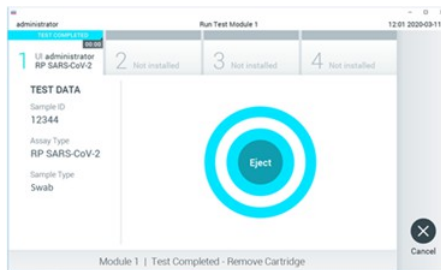 administrator Run Test Module 1 12:01 2020-03-11
TEST COMPLETED
00:00
1 UI administrator
RP SARS-CoV-2
2 Not installed
3 Not installed
4 Not installed
TEST DATA
Sample ID
12344
Assay Type
RP SARS-CoV-2
Sample Type
Swab
Eject
Cancel
Module 1 | Test Completed - Remove Cartridge